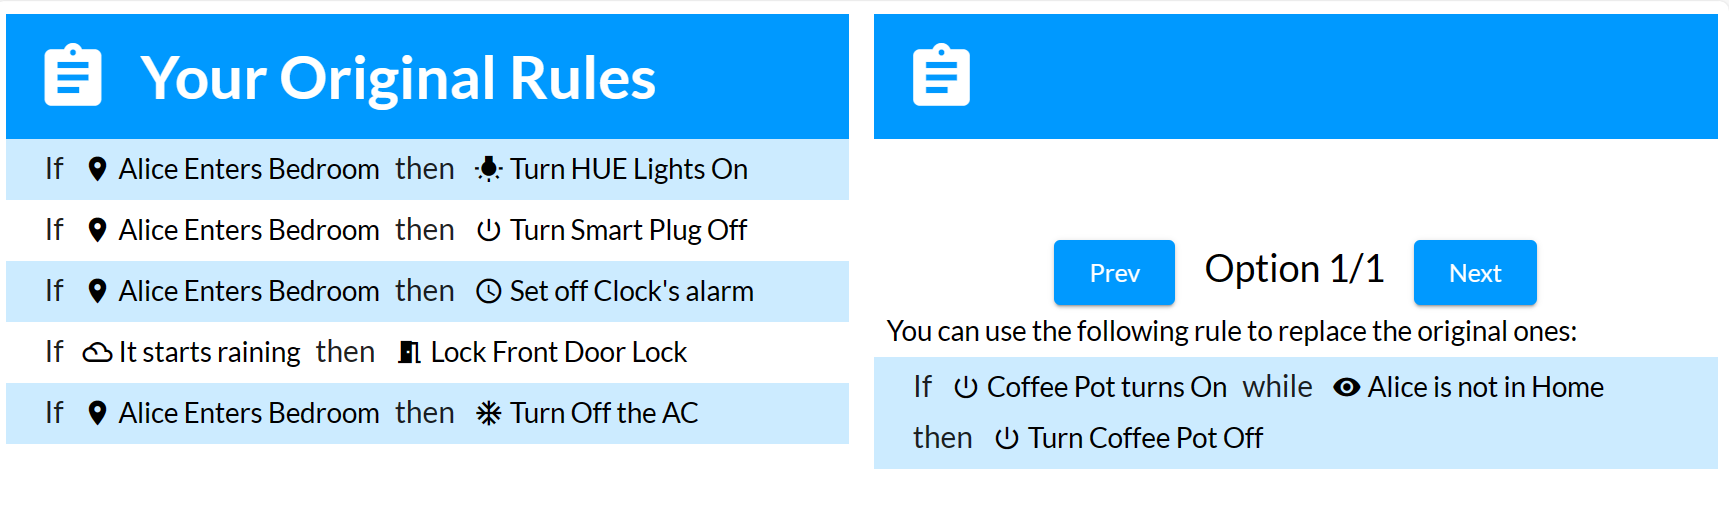 Your Original Rules
If Alice Enters Bedroom then Turn HUE Lights On
If Alice Enters Bedroom then Turn Smart Plug Off
If Alice Enters Bedroom then Set off Clock's alarm
If It starts raining then Lock Front Door Lock
If Alice Enters Bedroom then Turn Off the AC
Prev Option 1/1 Next
You can use the following rule to replace the original ones:
If Coffee Pot turns On while Alice is not in Home
then Turn Coffee Pot Off